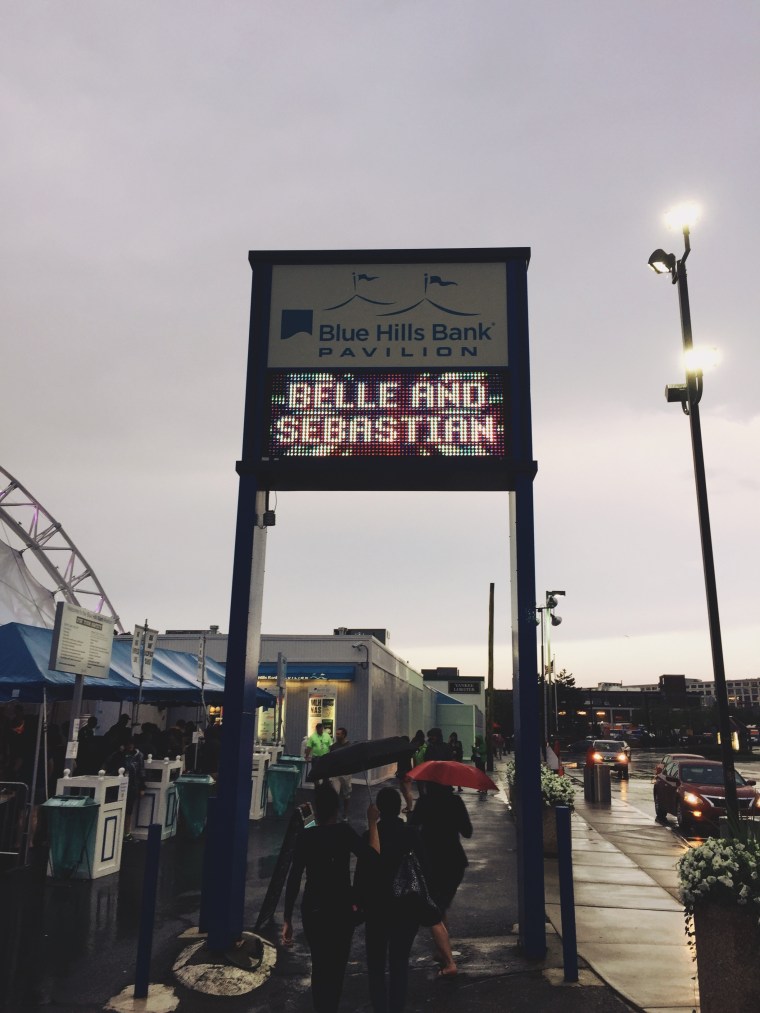 Blue Hills Bank
PAVILION
BELLE AND
SEBASTIAN